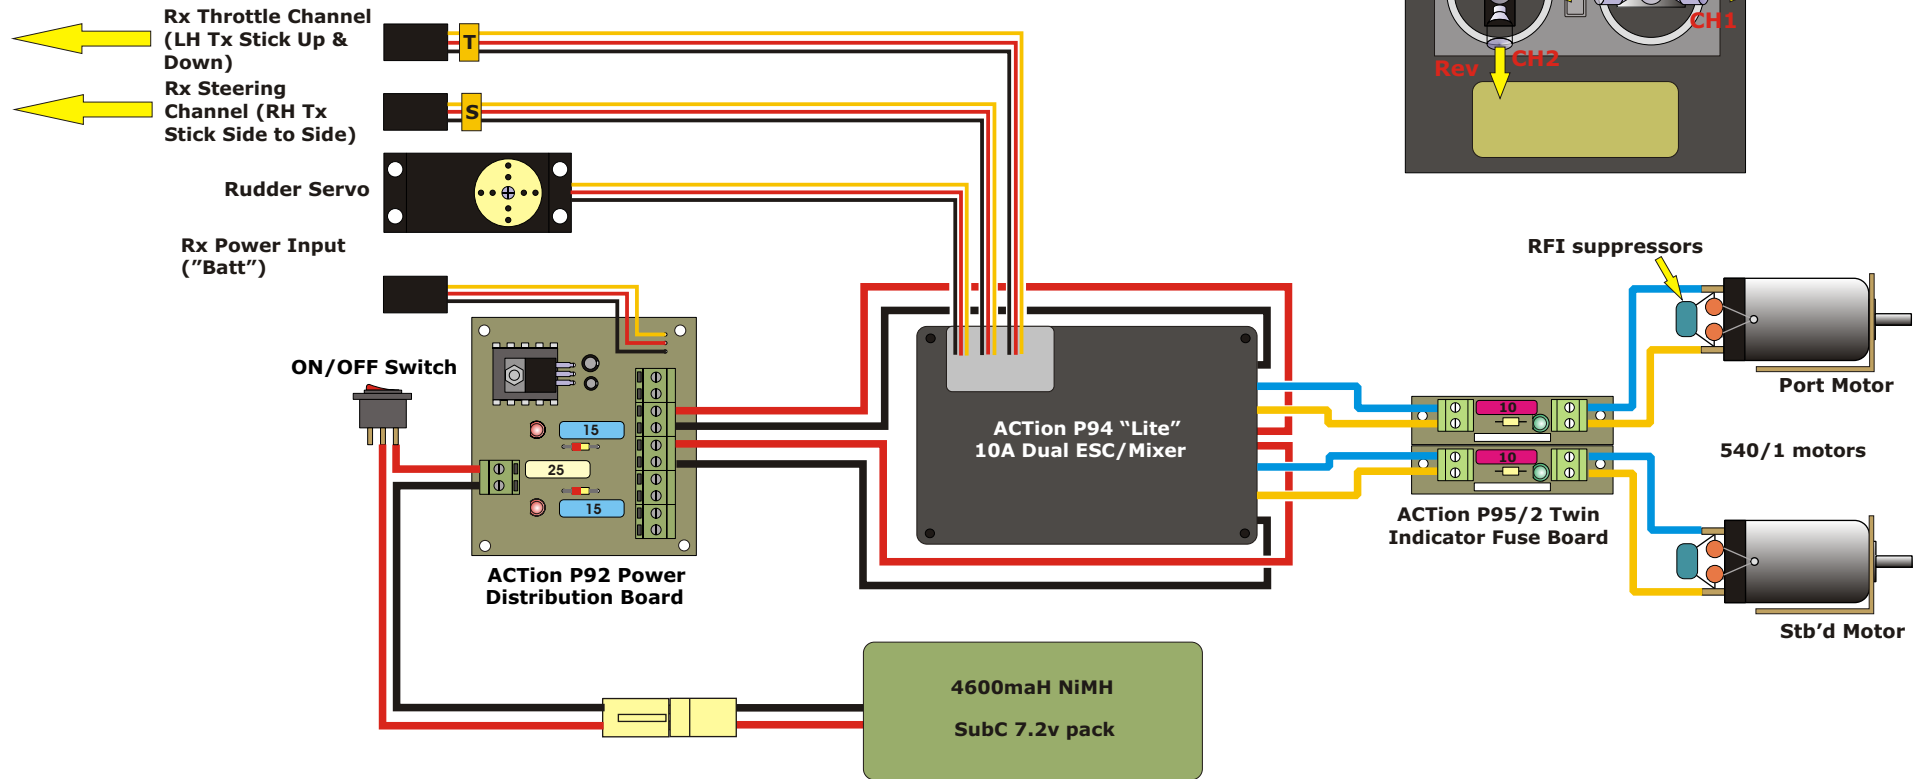 Rx Throttle Channel
(LH Tx Stick Up &
Down)
T
Rx Steering
Channel (RH Tx
Stick Side to Side)
S
Rudder Servo
Rx Power Input
(”Batt”)
ON/OFF Switch
15
25
15
ACTion P92 Power
Distribution Board
ACTion P94 “Lite”
10A Dual ESC/Mixer
4600maH NiMH
SubC 7.2v pack
CH1
CH2
Rev
RFI suppressors
Port Motor
10
10
540/1 motors
ACTion P95/2 Twin
Indicator Fuse Board
Stb’d Motor